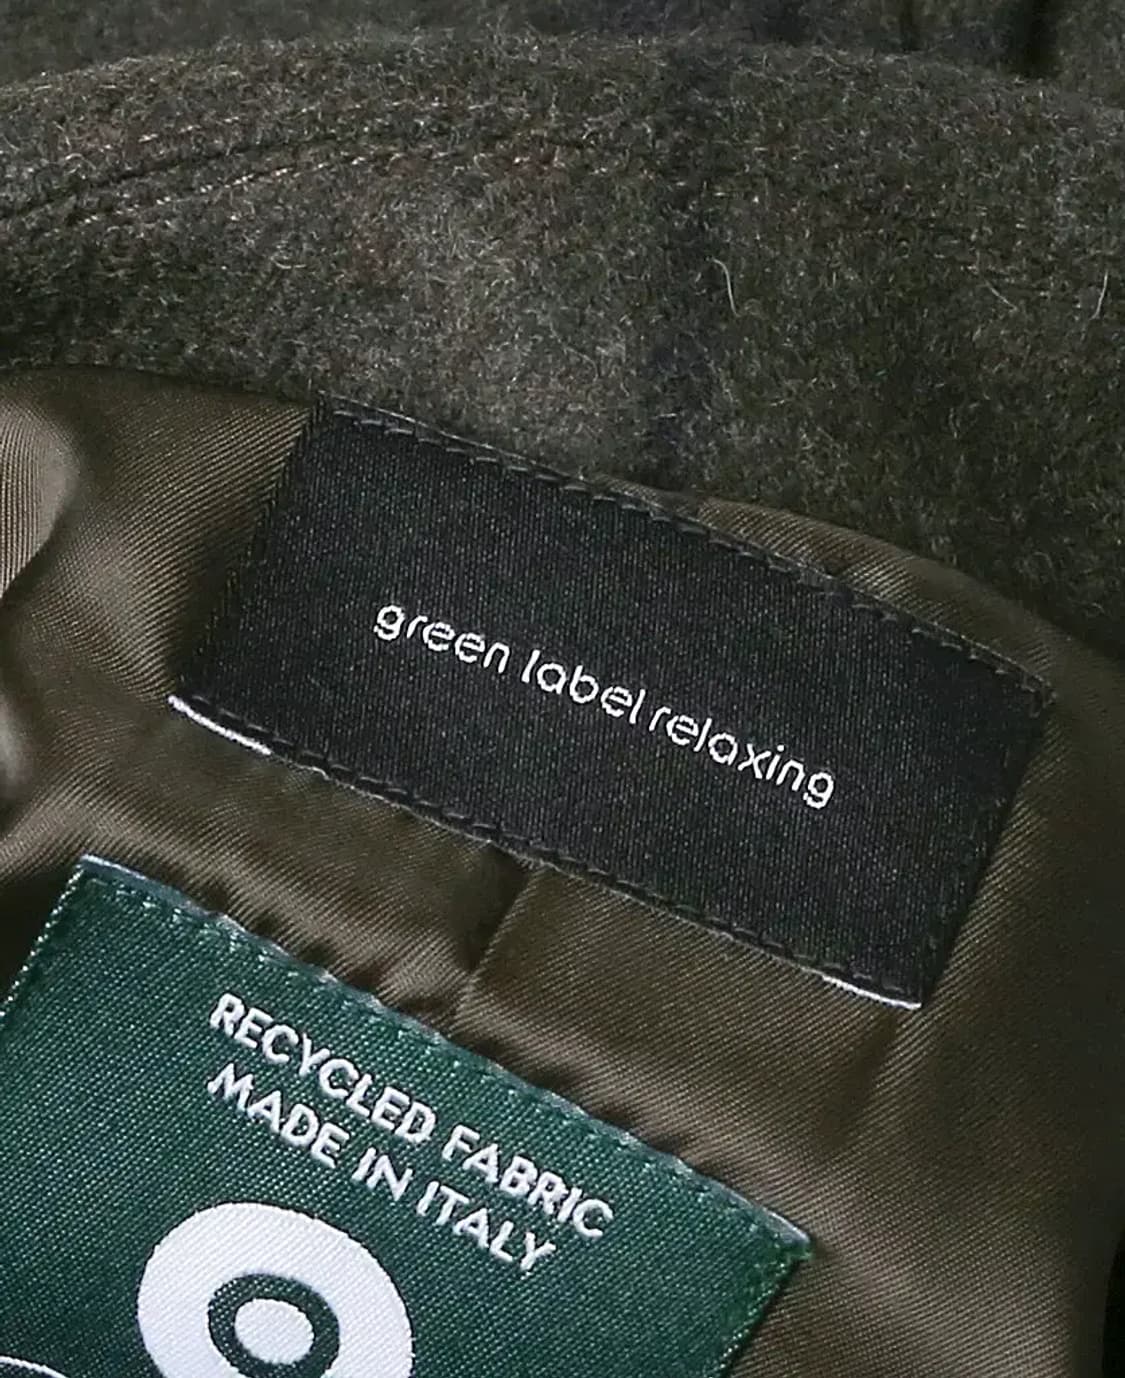 green label relaxing
RECYCLED FABRIC
MADE IN ITALY